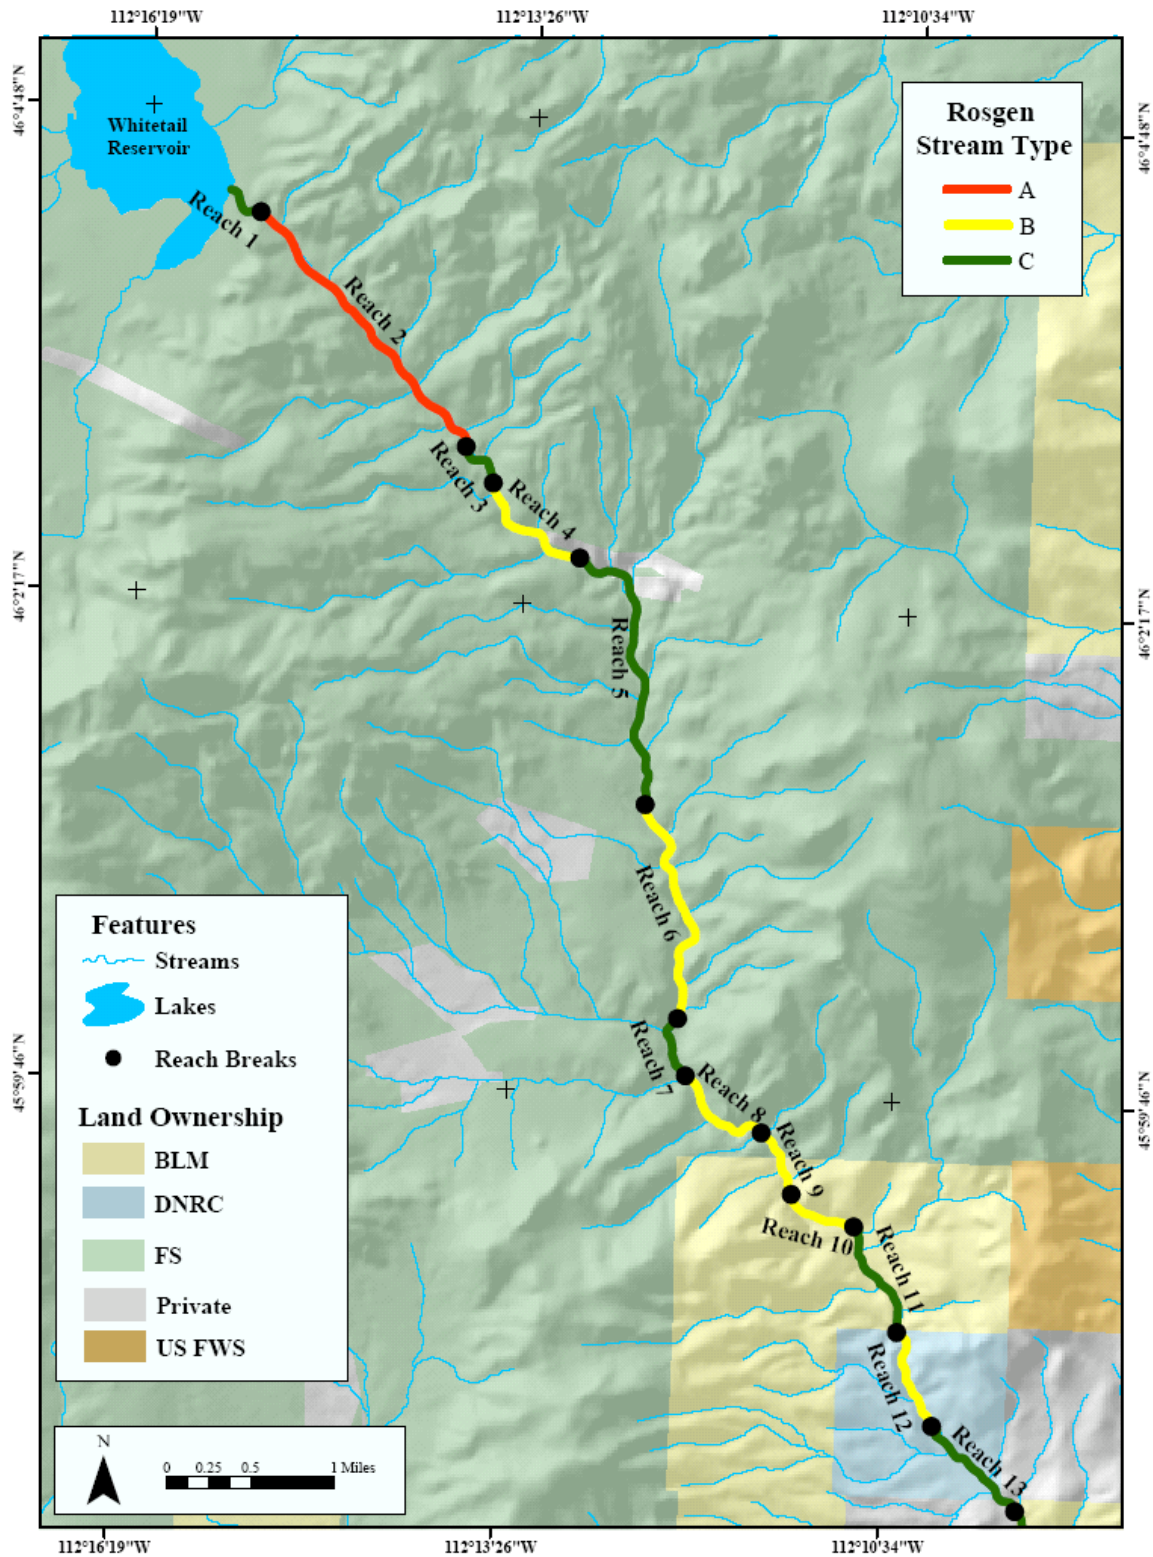 112°16'19"W
112°13'26"W
112°10'34"W
46°4'48"N
46°4'48"N
Whitetail
Reservoir
Rosgen
Stream Type
A
B
C
Reach 1
Reach 2
Reach 3
Reach 4
46°2'17"N
46°2'17"N
Reach 5
Reach 6
Features
Streams
Lakes
Reach Breaks
Land Ownership
BLM
DNRC
FS
Private
US FWS
Reach 7
Reach 8
45°59'46"N
45°59'46"N
Reach 9
Reach 10
Reach 11
Reach 12
Reach 13
N
0 0.25 0.5 1 Miles
112°16'19"W
112°13'26"W
112°10'34"W